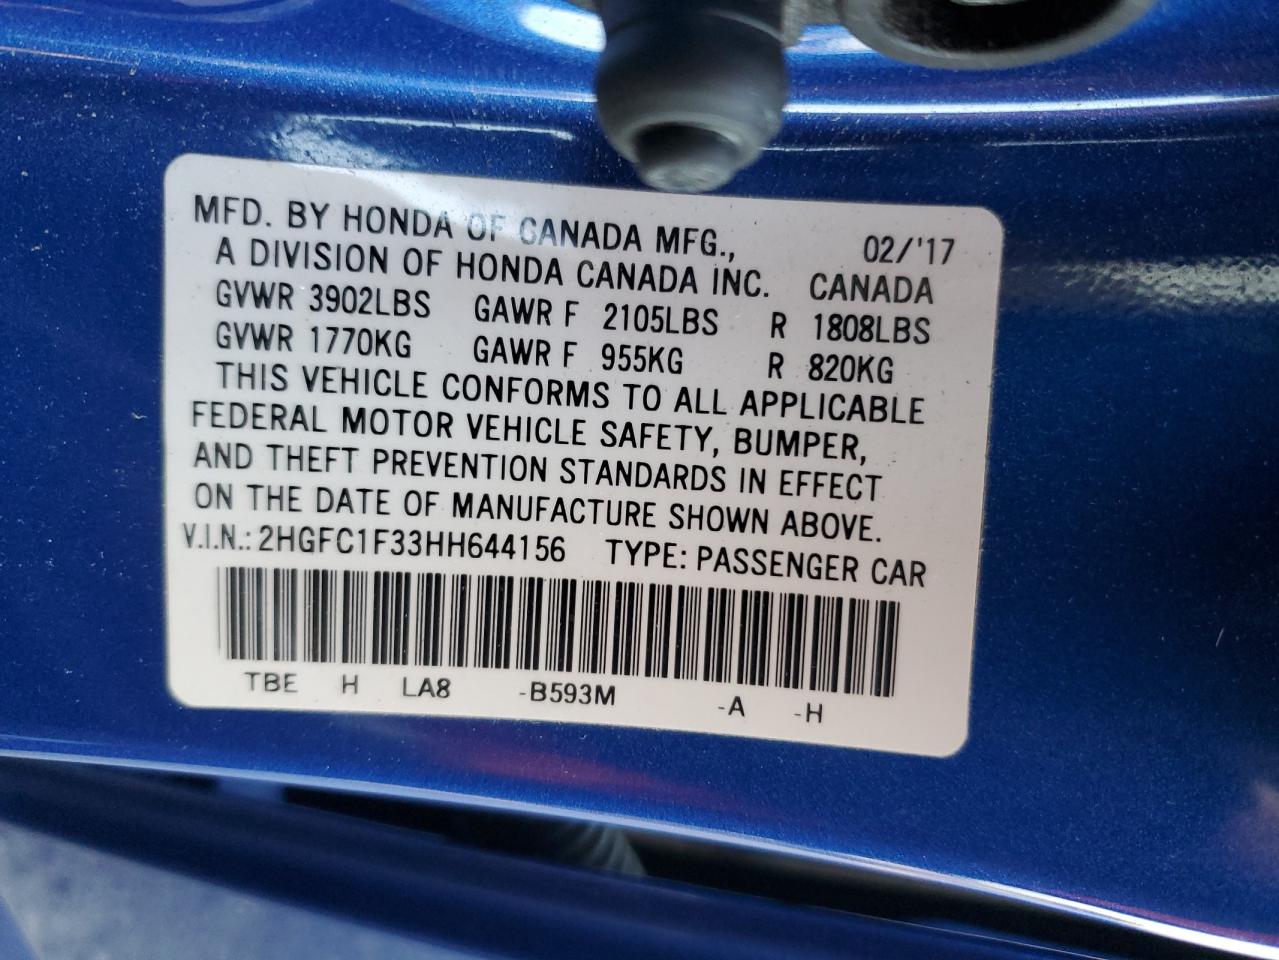 MFD. BY HONDA OF CANADA MFG., 02/'17
A DIVISION OF HONDA CANADA INC. CANADA
GVWR 3902LBS GAWR F 2105LBS R 1808LBS
GVWR 1770KG GAWR F 955KG R 820KG
THIS VEHICLE CONFORMS TO ALL APPLICABLE
FEDERAL MOTOR VEHICLE SAFETY, BUMPER,
AND THEFT PREVENTION STANDARDS IN EFFECT
ON THE DATE OF MANUFACTURE SHOWN ABOVE.
V.I.N.: 2HGFC1F33HH644156 TYPE: PASSENGER CAR
TBE H LA8 -B593M -A -H